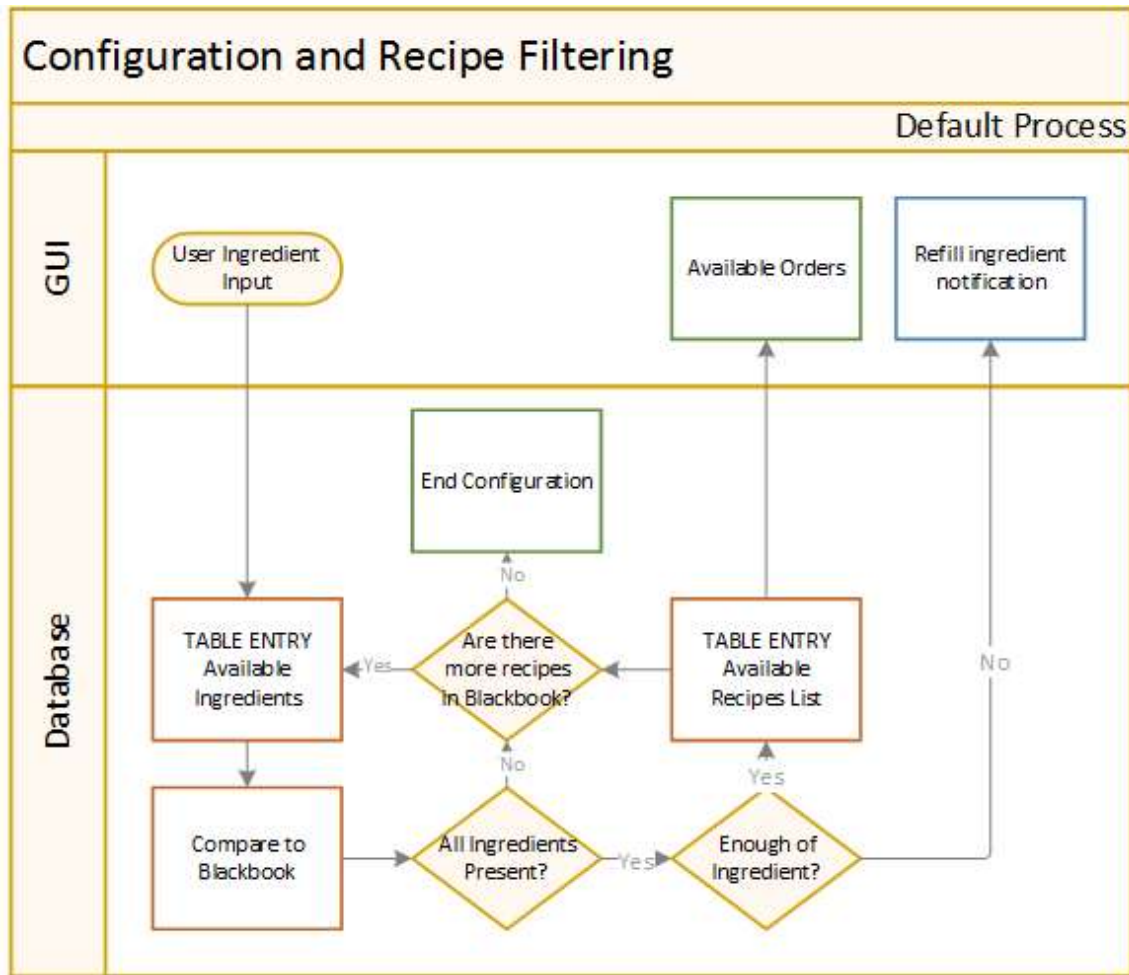 Configuration and Recipe Filtering
Default Process
GUI
User Ingredient
Input
Available Orders
Refill ingredient
notification
Database
End Configuration
No
TABLE ENTRY
Available
Ingredients
Yes
Are there
more recipes
in Blackbook?
TABLE ENTRY
Available
Recipes List
No
No
Yes
Compare to
Blackbook
All Ingredients
Present?
Yes
Enough of
Ingredient?